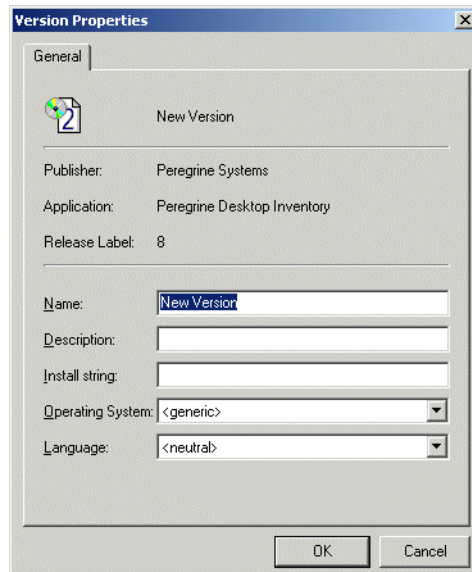 Version Properties
General
2
New Version
Publisher: Peregrine Systems
Application: Peregrine Desktop Inventory
Release Label: 8
Name: New Version
Description:
Install string:
Operating System: <generic>
Language: <neutral>
OK Cancel